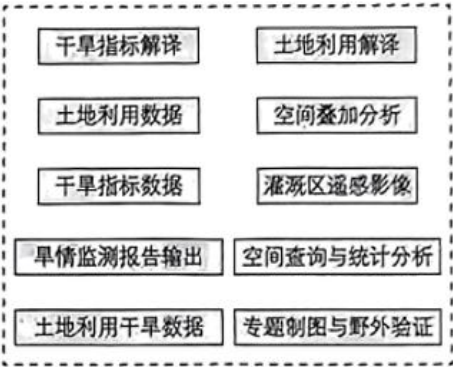 干旱指标解译
土地利用解译
土地利用数据
空间叠加分析
干旱指标数据
灌溉区遥感影像
旱情监测报告输出
空间查询与统计分析
土地利用干旱数据
专题制图与野外验证